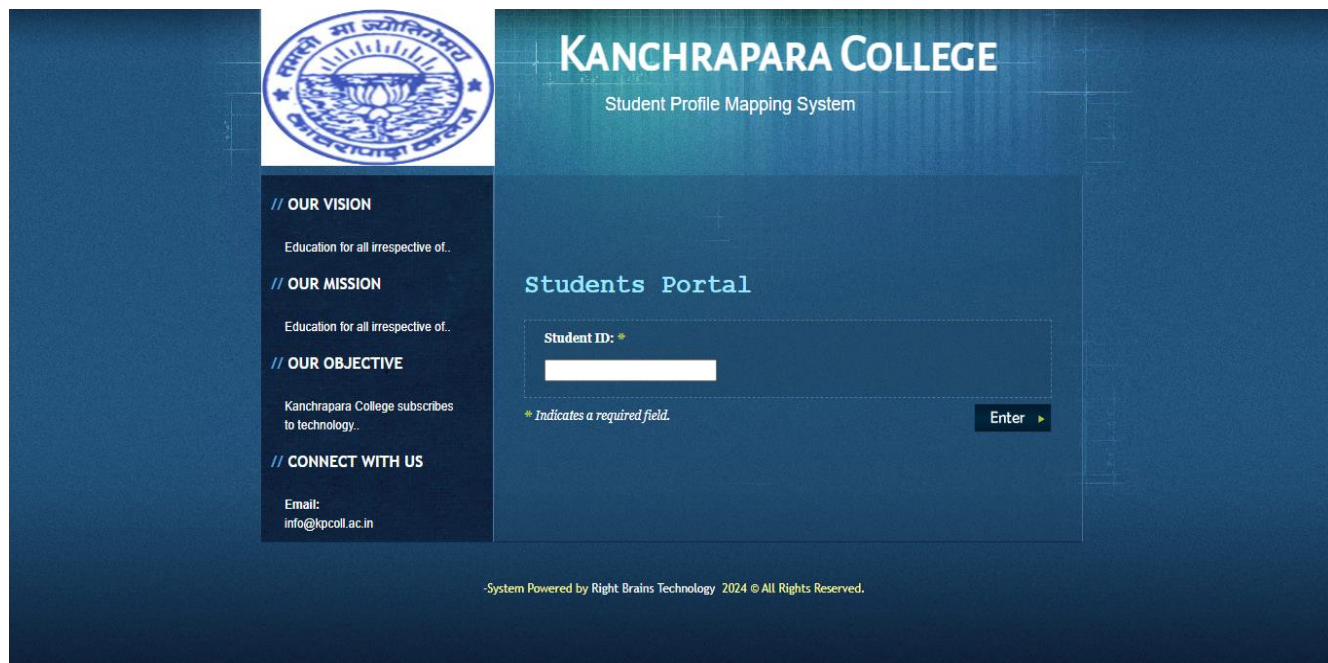 तमसो मा ज्योतिर्गमय
KANCHRAPARA COLLEGE
Student Profile Mapping System
// OUR VISION
Education for all irrespective of..
// OUR MISSION
Education for all irrespective of..
// OUR OBJECTIVE
Kanchrapara College subscribes
to technology..
// CONNECT WITH US
Email:
info@kpcoll.ac.in
Students Portal
Student ID: *
* Indicates a required field.
Enter
-System Powered by Right Brains Technology 2024 © All Rights Reserved.